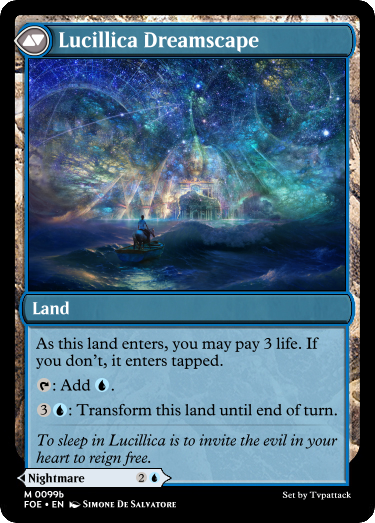 Lucillica Dreamscape
Land
As this land enters, you may pay 3 life. If
you don't, it enters tapped.
: Add .
3 : Transform this land until end of turn.
To sleep in Lucillica is to invite the evil in your
heart to reign free.
Nightmare 2
M 0099b
FOE • EN SIMONE DE SALVATORE
Set by Tvpattack